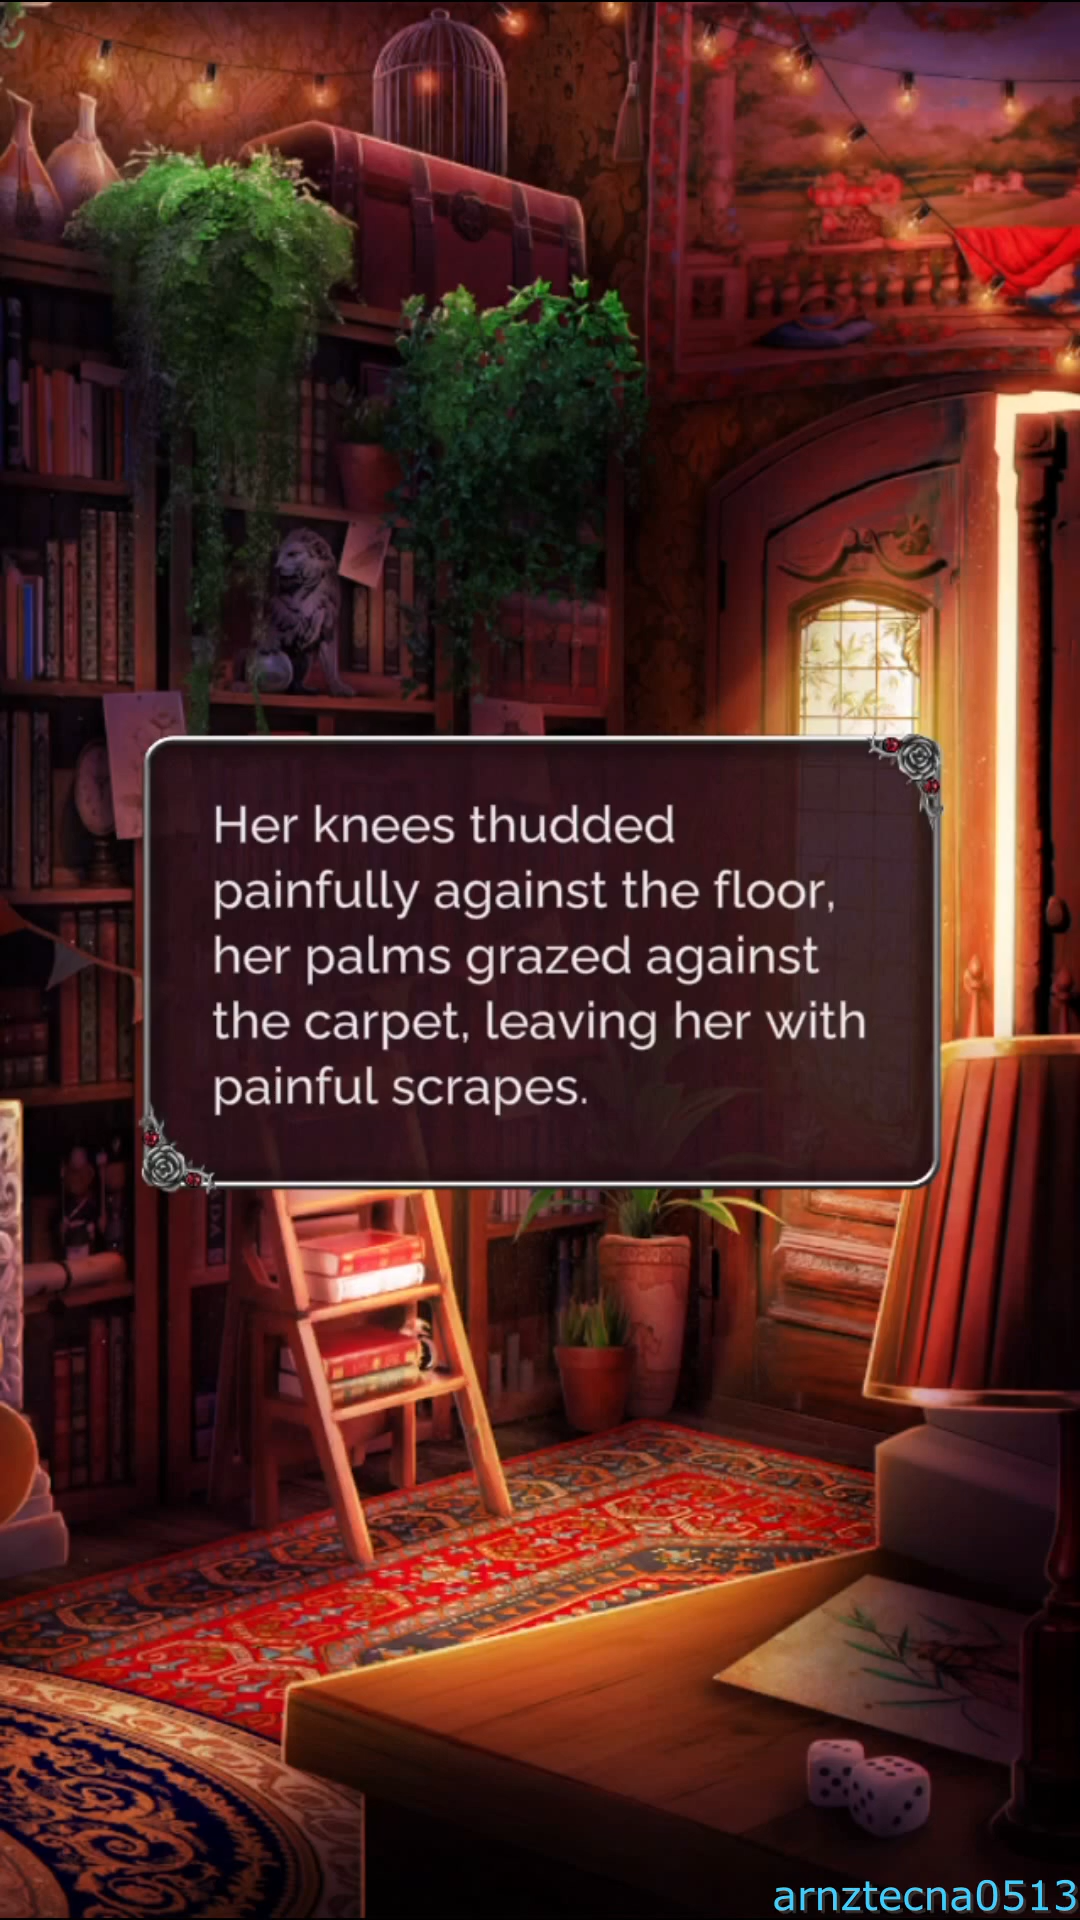 Her knees thudded
painfully against the floor,
her palms grazed against
the carpet, leaving her with
painful scrapes.
arnztecna0513